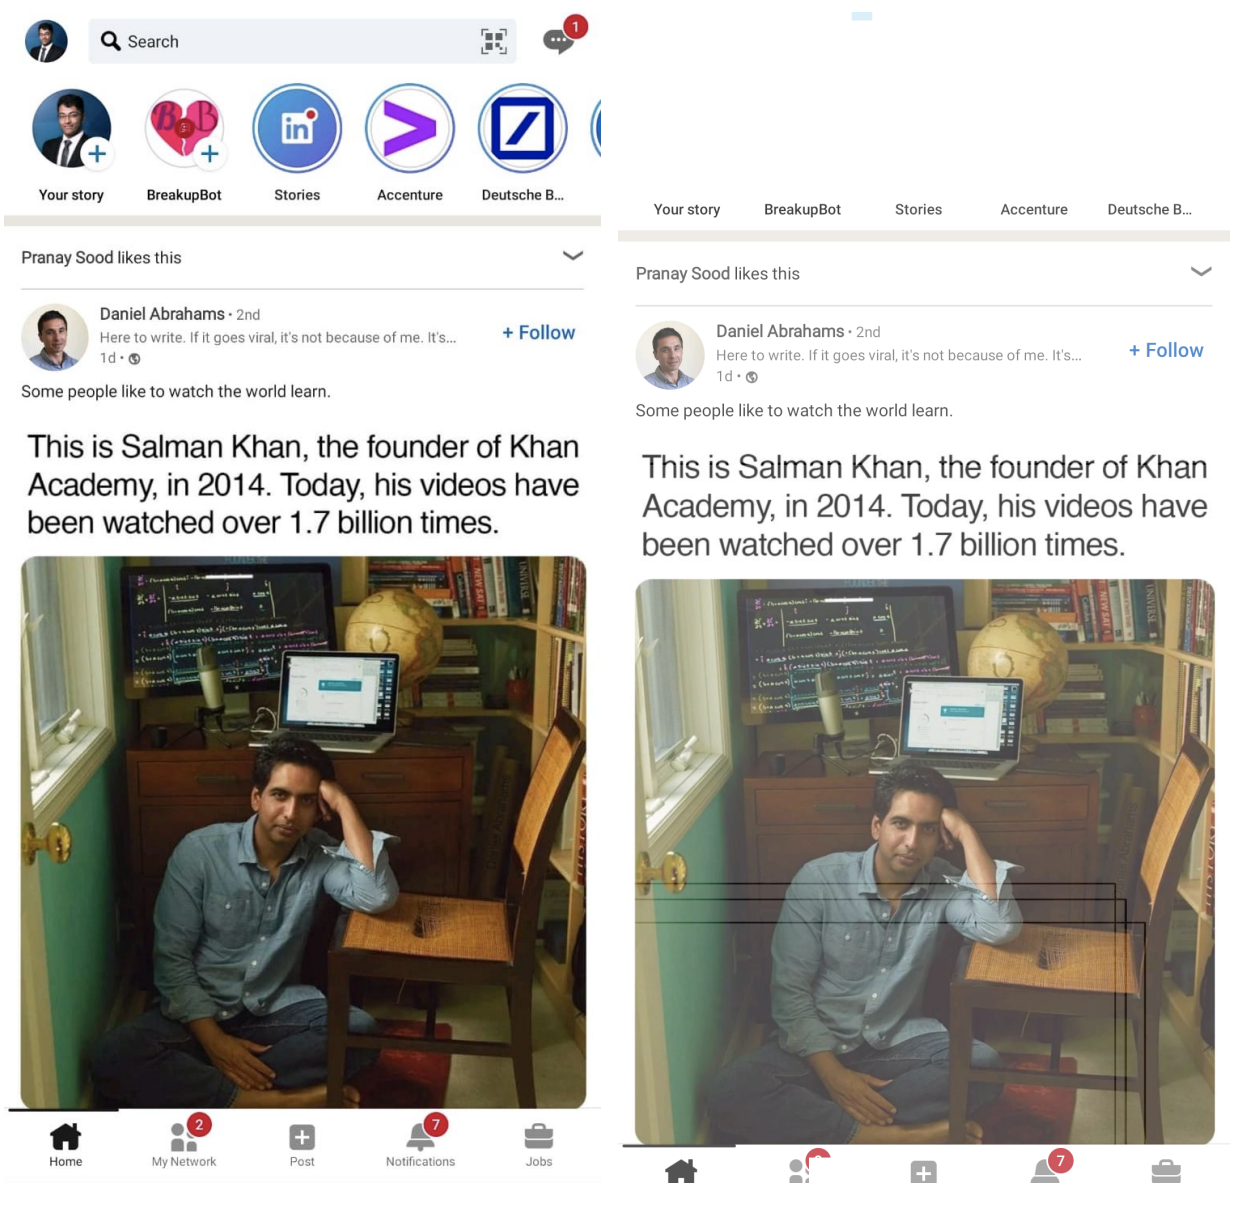 Search
1
Your story
BreakupBot
Stories
Accenture
Deutsche B...
Pranay Sood likes this
Daniel Abrahams • 2nd
Here to write. If it goes viral, it's not because of me. It's...
1d •
+ Follow
Some people like to watch the world learn.
This is Salman Khan, the founder of Khan
Academy, in 2014. Today, his videos have
been watched over 1.7 billion times.
2
7
Home
My Network
Post
Notifications
Jobs
Your story
BreakupBot
Stories
Accenture
Deutsche B...
Pranay Sood likes this
Daniel Abrahams • 2nd
Here to write. If it goes viral, it's not because of me. It's...
1d •
+ Follow
Some people like to watch the world learn.
This is Salman Khan, the founder of Khan
Academy, in 2014. Today, his videos have
been watched over 1.7 billion times.
7